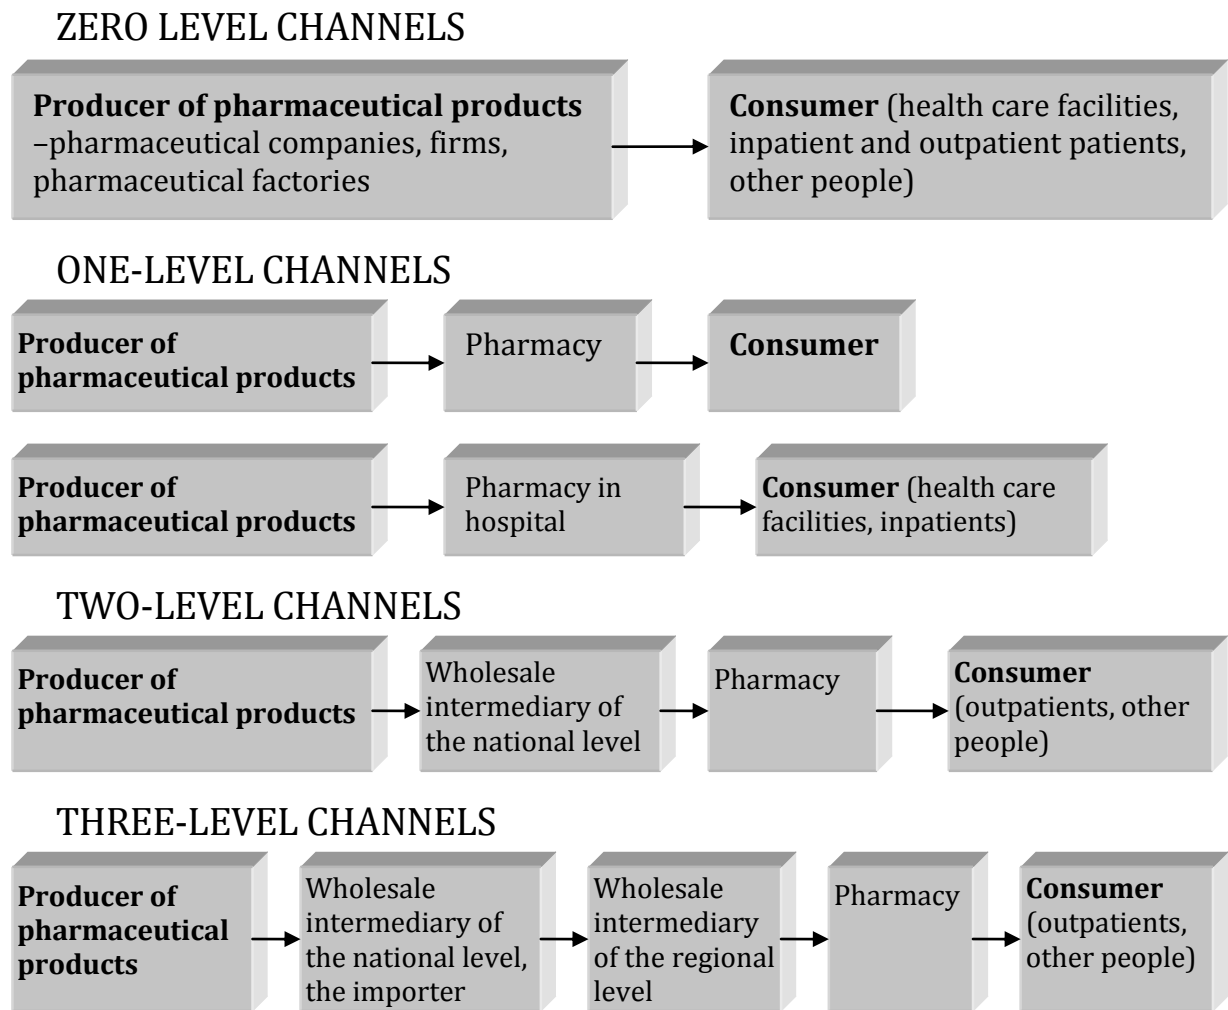 ZERO LEVEL CHANNELS
Producer of pharmaceutical products
–pharmaceutical companies, firms,
pharmaceutical factories
Consumer (health care facilities,
inpatient and outpatient patients,
other people)
ONE-LEVEL CHANNELS
Producer of
pharmaceutical products
Pharmacy
Consumer
Producer of
pharmaceutical products
Pharmacy in
hospital
Consumer (health care
facilities, inpatients)
TWO-LEVEL CHANNELS
Producer of
pharmaceutical products
Wholesale
intermediary of
the national level
Pharmacy
Consumer
(outpatients, other
people)
THREE-LEVEL CHANNELS
Producer of
pharmaceutical
products
Wholesale
intermediary of
the national level,
the importer
Wholesale
intermediary
of the regional
level
Pharmacy
Consumer
(outpatients,
other people)